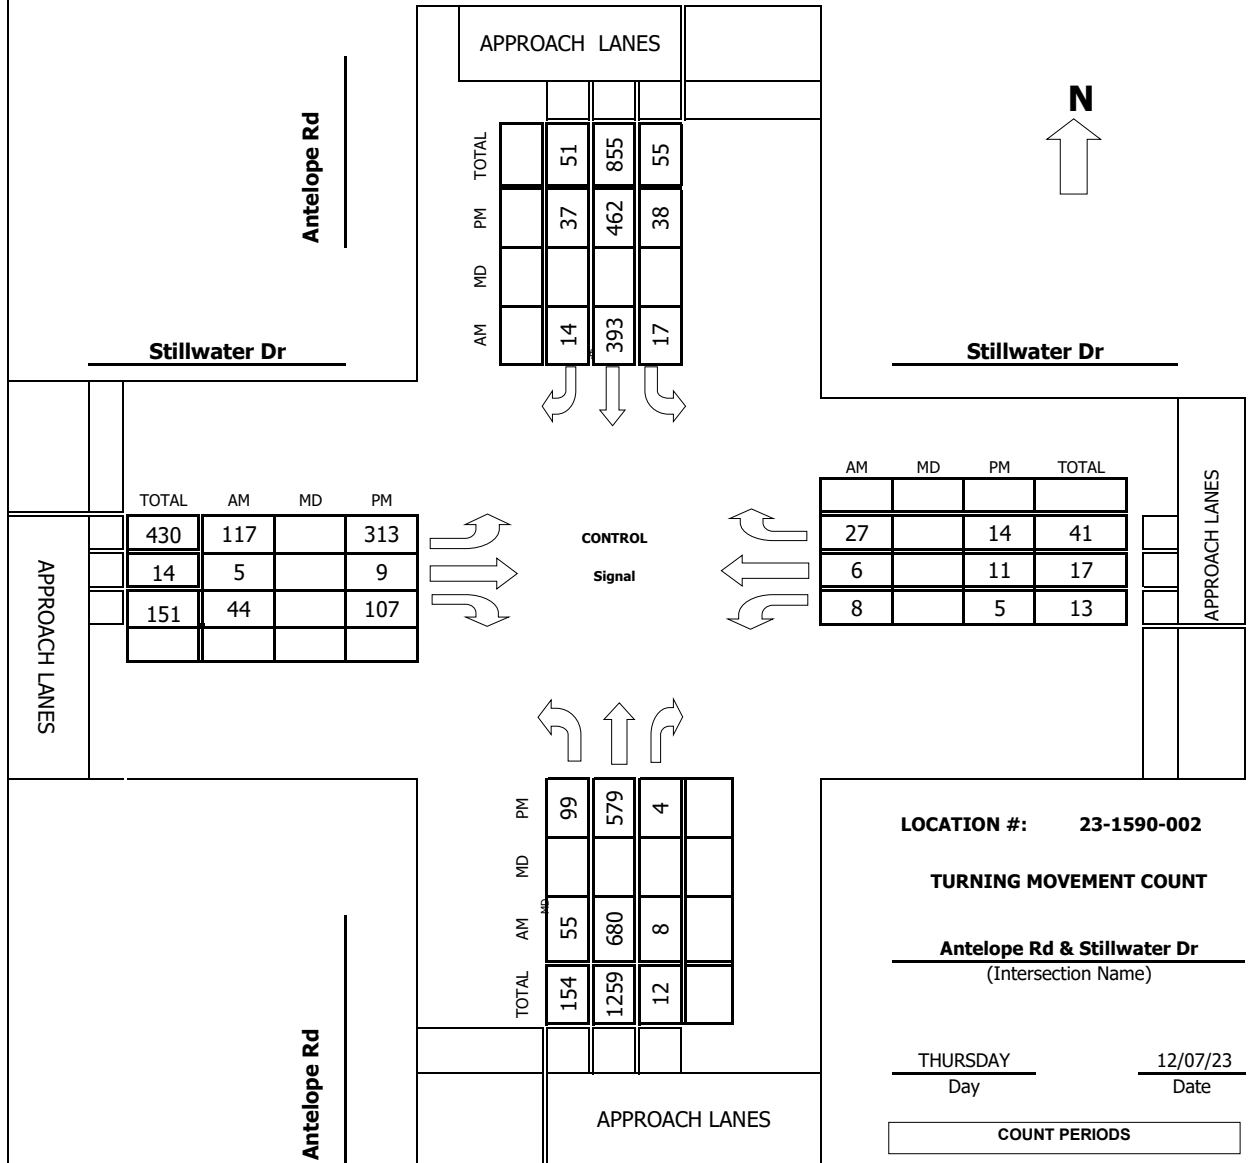 APPROACH LANES
N
Antelope Rd
TOTAL 51 855 55
PM 37 462 38
MD
AM 14 393 17
Stillwater Dr
Stillwater Dr
AM MD PM TOTAL
27 14 41
6 11 17
8 5 13
APPROACH LANES
TOTAL AM MD PM
430 117 313
14 5 9
151 44 107
APPROACH LANES
CONTROL
Signal
PM 99 579 4
MD
MD
AM 55 680 8
TOTAL 154 1259 12
APPROACH LANES
Antelope Rd
LOCATION #: 23-1590-002
TURNING MOVEMENT COUNT
Antelope Rd & Stillwater Dr
(Intersection Name)
THURSDAY 12/07/23
Day Date
COUNT PERIODS